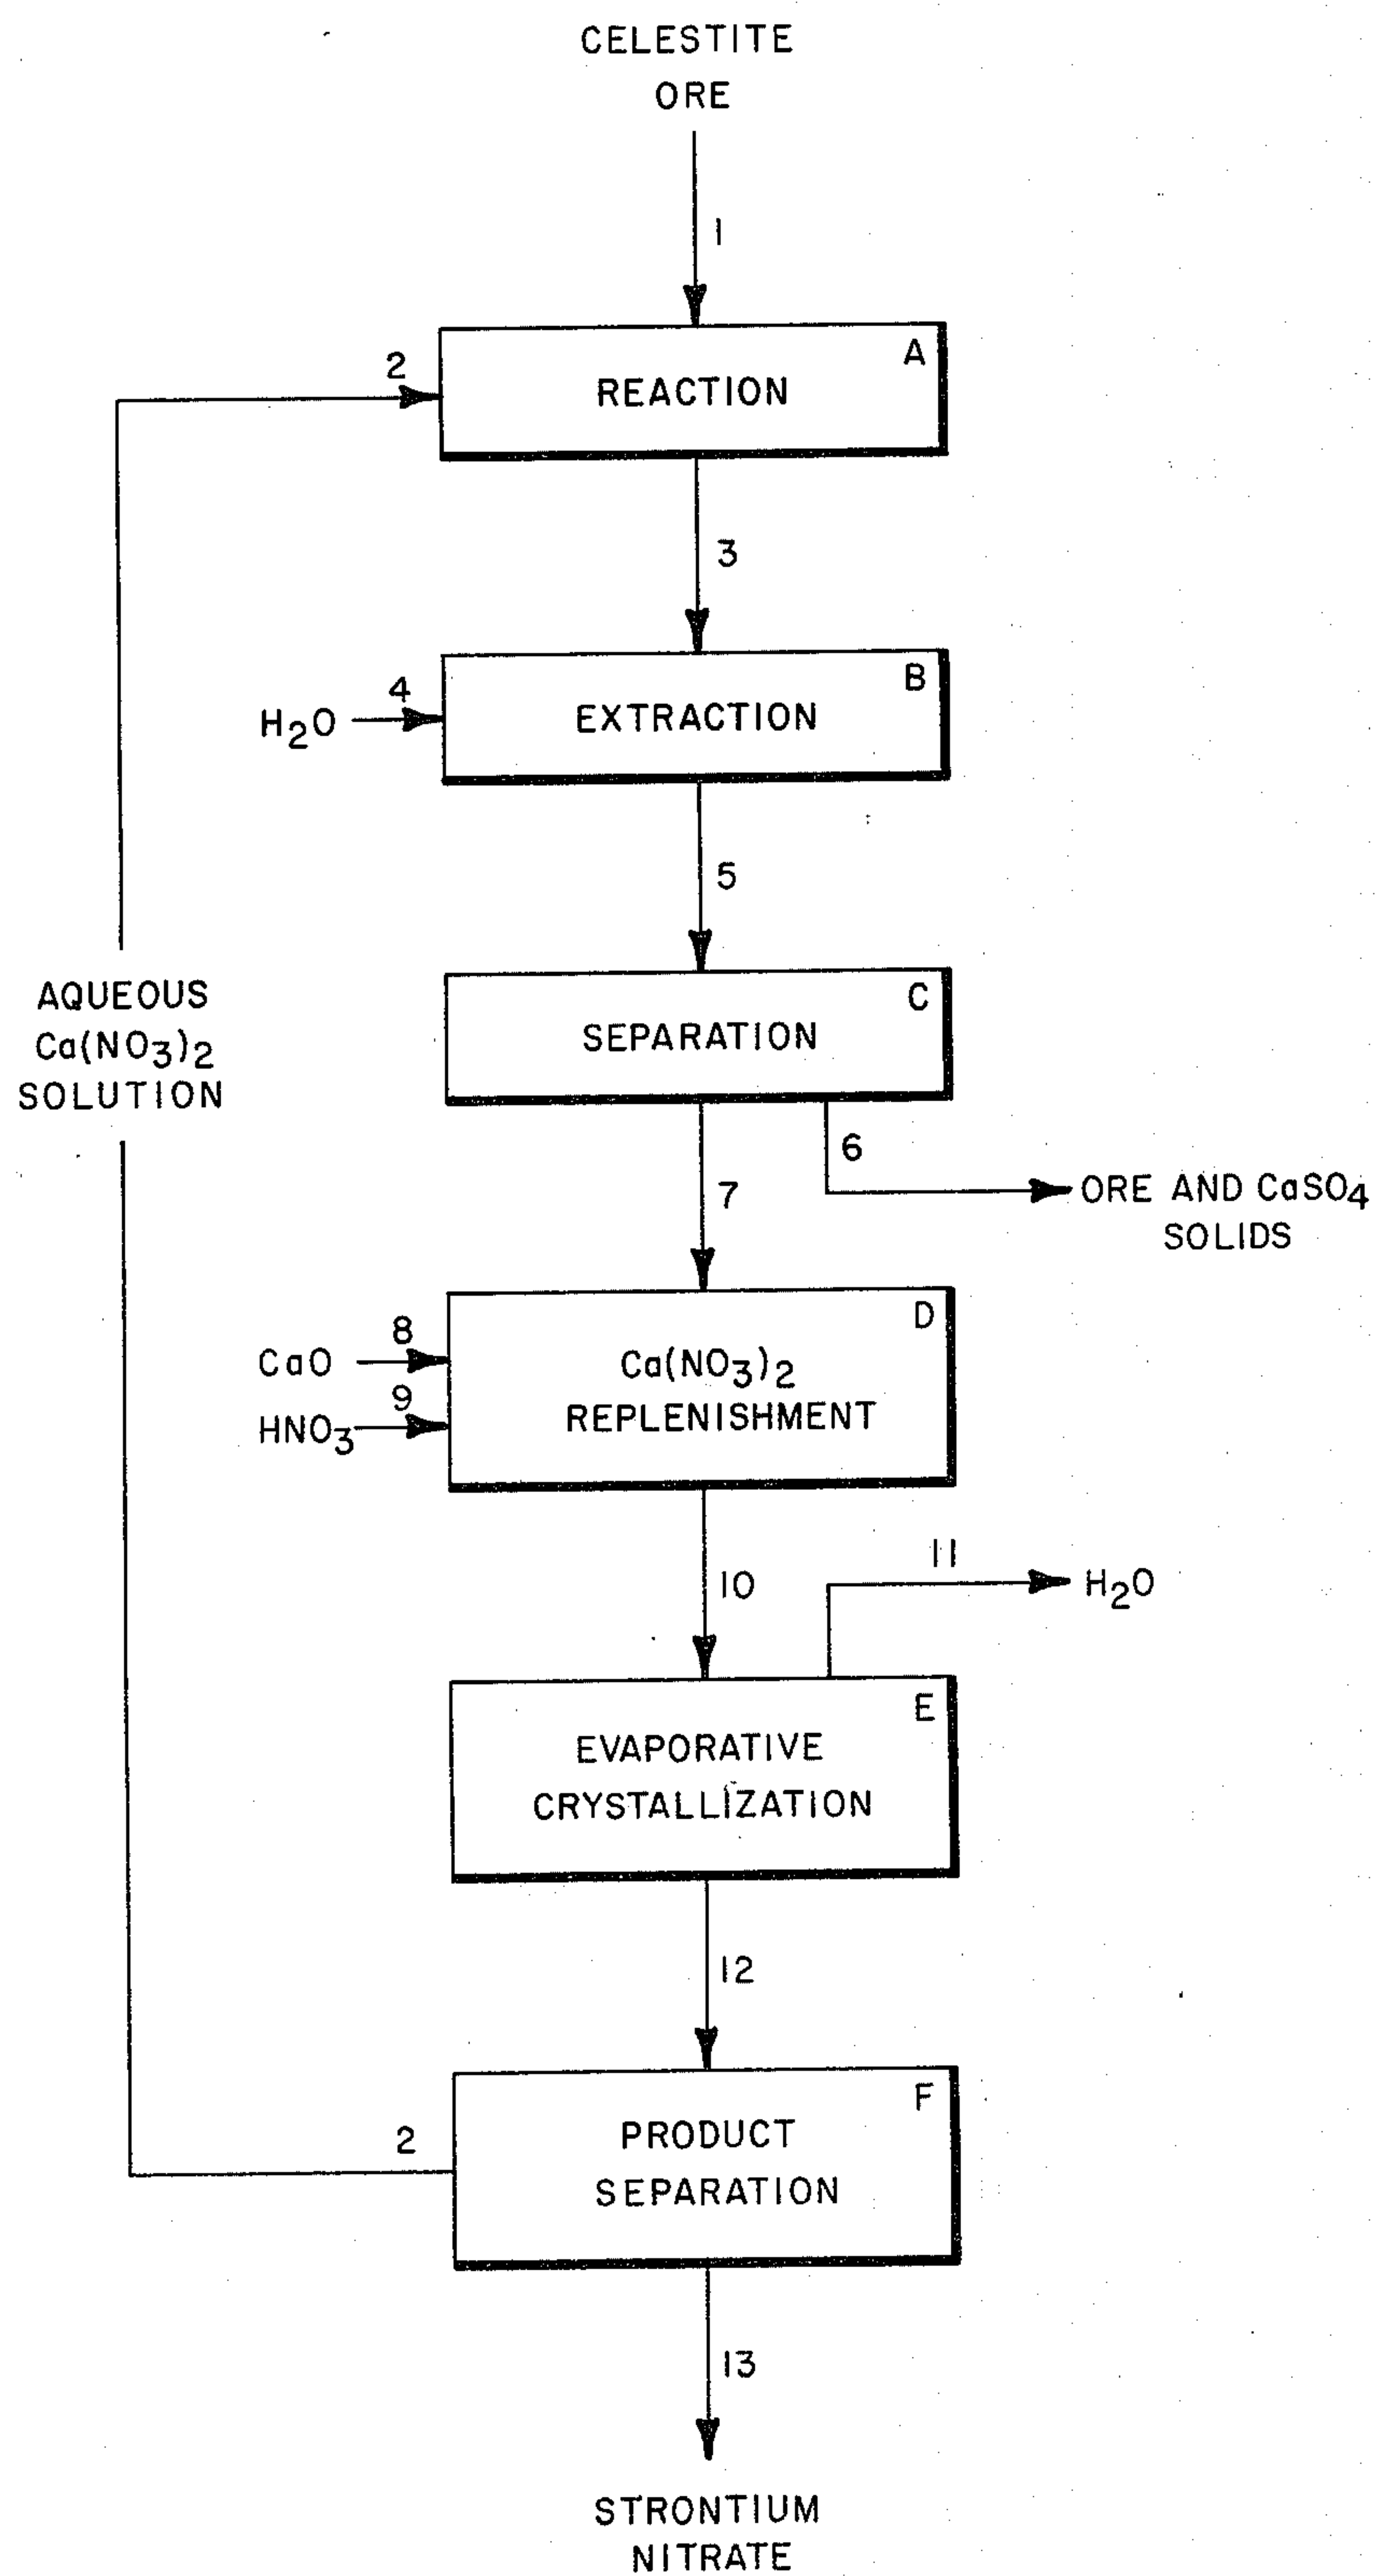 CELESTITE
ORE
1
A
2
REACTION
3
B
4
H2O
EXTRACTION
5
C
SEPARATION
AQUEOUS
Ca(NO3)2
SOLUTION
6
7
ORE AND CaSO4
SOLIDS
D
8
CaO
Ca(NO3)2
9
HNO3
REPLENISHMENT
10
11
H2O
E
EVAPORATIVE
CRYSTALLIZATION
12
F
2
PRODUCT
SEPARATION
13
STRONTIUM
NITRATE